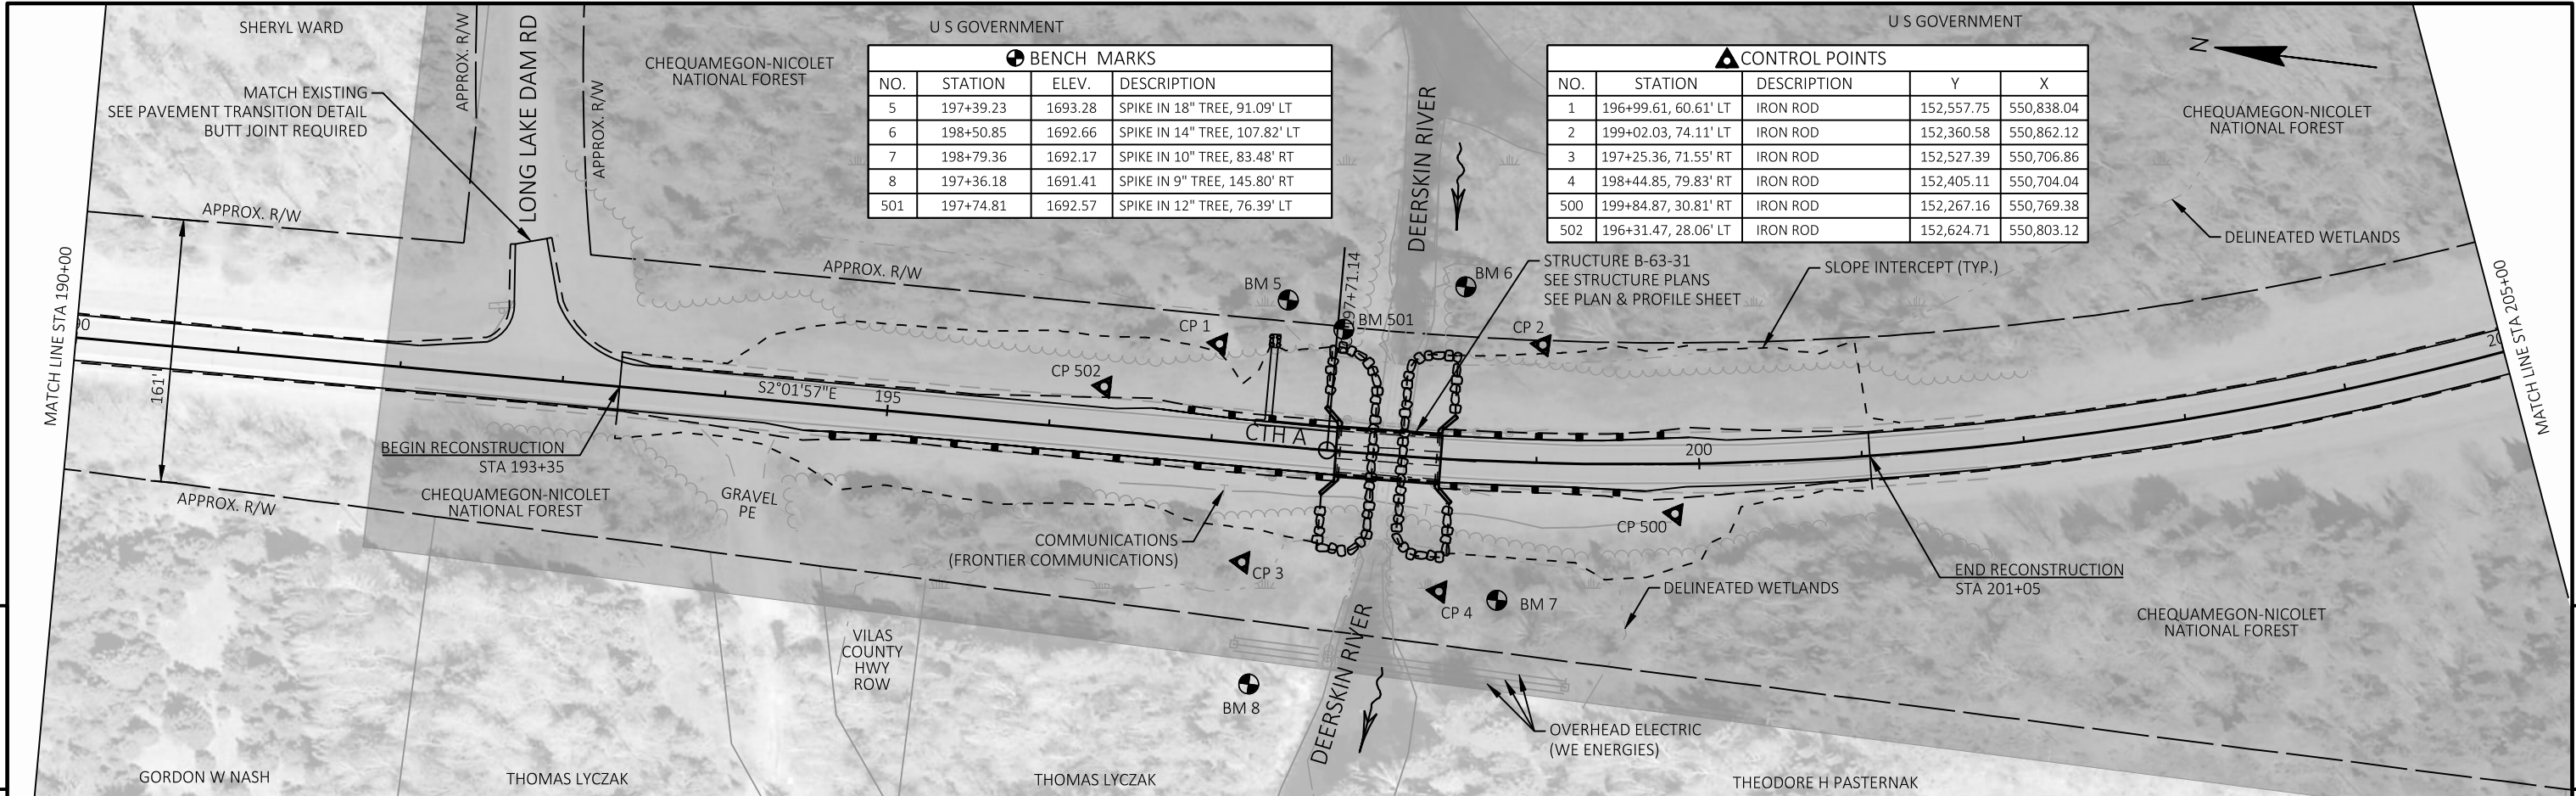 SHERYL WARD
APPROX. R/W
LONG LAKE DAM RD
APPROX. R/W
CHEQUAMEGON-NICOLET
NATIONAL FOREST
U S GOVERNMENT
MATCH EXISTING
SEE PAVEMENT TRANSITION DETAIL
BUTT JOINT REQUIRED
BENCH MARKS
NO. STATION ELEV. DESCRIPTION
5 197+39.23 1693.28 SPIKE IN 18" TREE, 91.09' LT
6 198+50.85 1692.66 SPIKE IN 14" TREE, 107.82' LT
7 198+79.36 1692.17 SPIKE IN 10" TREE, 83.48' RT
8 197+36.18 1691.41 SPIKE IN 9" TREE, 145.80' RT
501 197+74.81 1692.57 SPIKE IN 12" TREE, 76.39' LT
DEERSKIN RIVER
U S GOVERNMENT
CONTROL POINTS
NO. STATION DESCRIPTION Y X
1 196+99.61, 60.61' LT IRON ROD 152,557.75 550,838.04
2 199+02.03, 74.11' LT IRON ROD 152,360.58 550,862.12
3 197+25.36, 71.55' RT IRON ROD 152,527.39 550,706.86
4 198+44.85, 79.83' RT IRON ROD 152,405.11 550,704.04
500 199+84.87, 30.81' RT IRON ROD 152,267.16 550,769.38
502 196+31.47, 28.06' LT IRON ROD 152,624.71 550,803.12
N
CHEQUAMEGON-NICOLET
NATIONAL FOREST
DELINEATED WETLANDS
APPROX. R/W
APPROX. R/W
MATCH LINE STA 190+00
161'
90
BM 5
197+71.14
BM 6
BM 501
STRUCTURE B-63-31
SEE STRUCTURE PLANS
SEE PLAN & PROFILE SHEET
SLOPE INTERCEPT (TYP.)
CP 1
CP 2
CP 502
S2°01'57"E
195
CTH A
200
20
MATCH LINE STA 205+00
BEGIN RECONSTRUCTION
STA 193+35
APPROX. R/W
CHEQUAMEGON-NICOLET
NATIONAL FOREST
GRAVEL
PE
COMMUNICATIONS
(FRONTIER COMMUNICATIONS)
CP 3
CP 500
CP 4
BM 7
DELINEATED WETLANDS
END RECONSTRUCTION
STA 201+05
CHEQUAMEGON-NICOLET
NATIONAL FOREST
VILAS
COUNTY
HWY
ROW
BM 8
DEERSKIN RIVER
OVERHEAD ELECTRIC
(WE ENERGIES)
GORDON W NASH
THOMAS LYCZAK
THOMAS LYCZAK
THEODORE H PASTERNAK